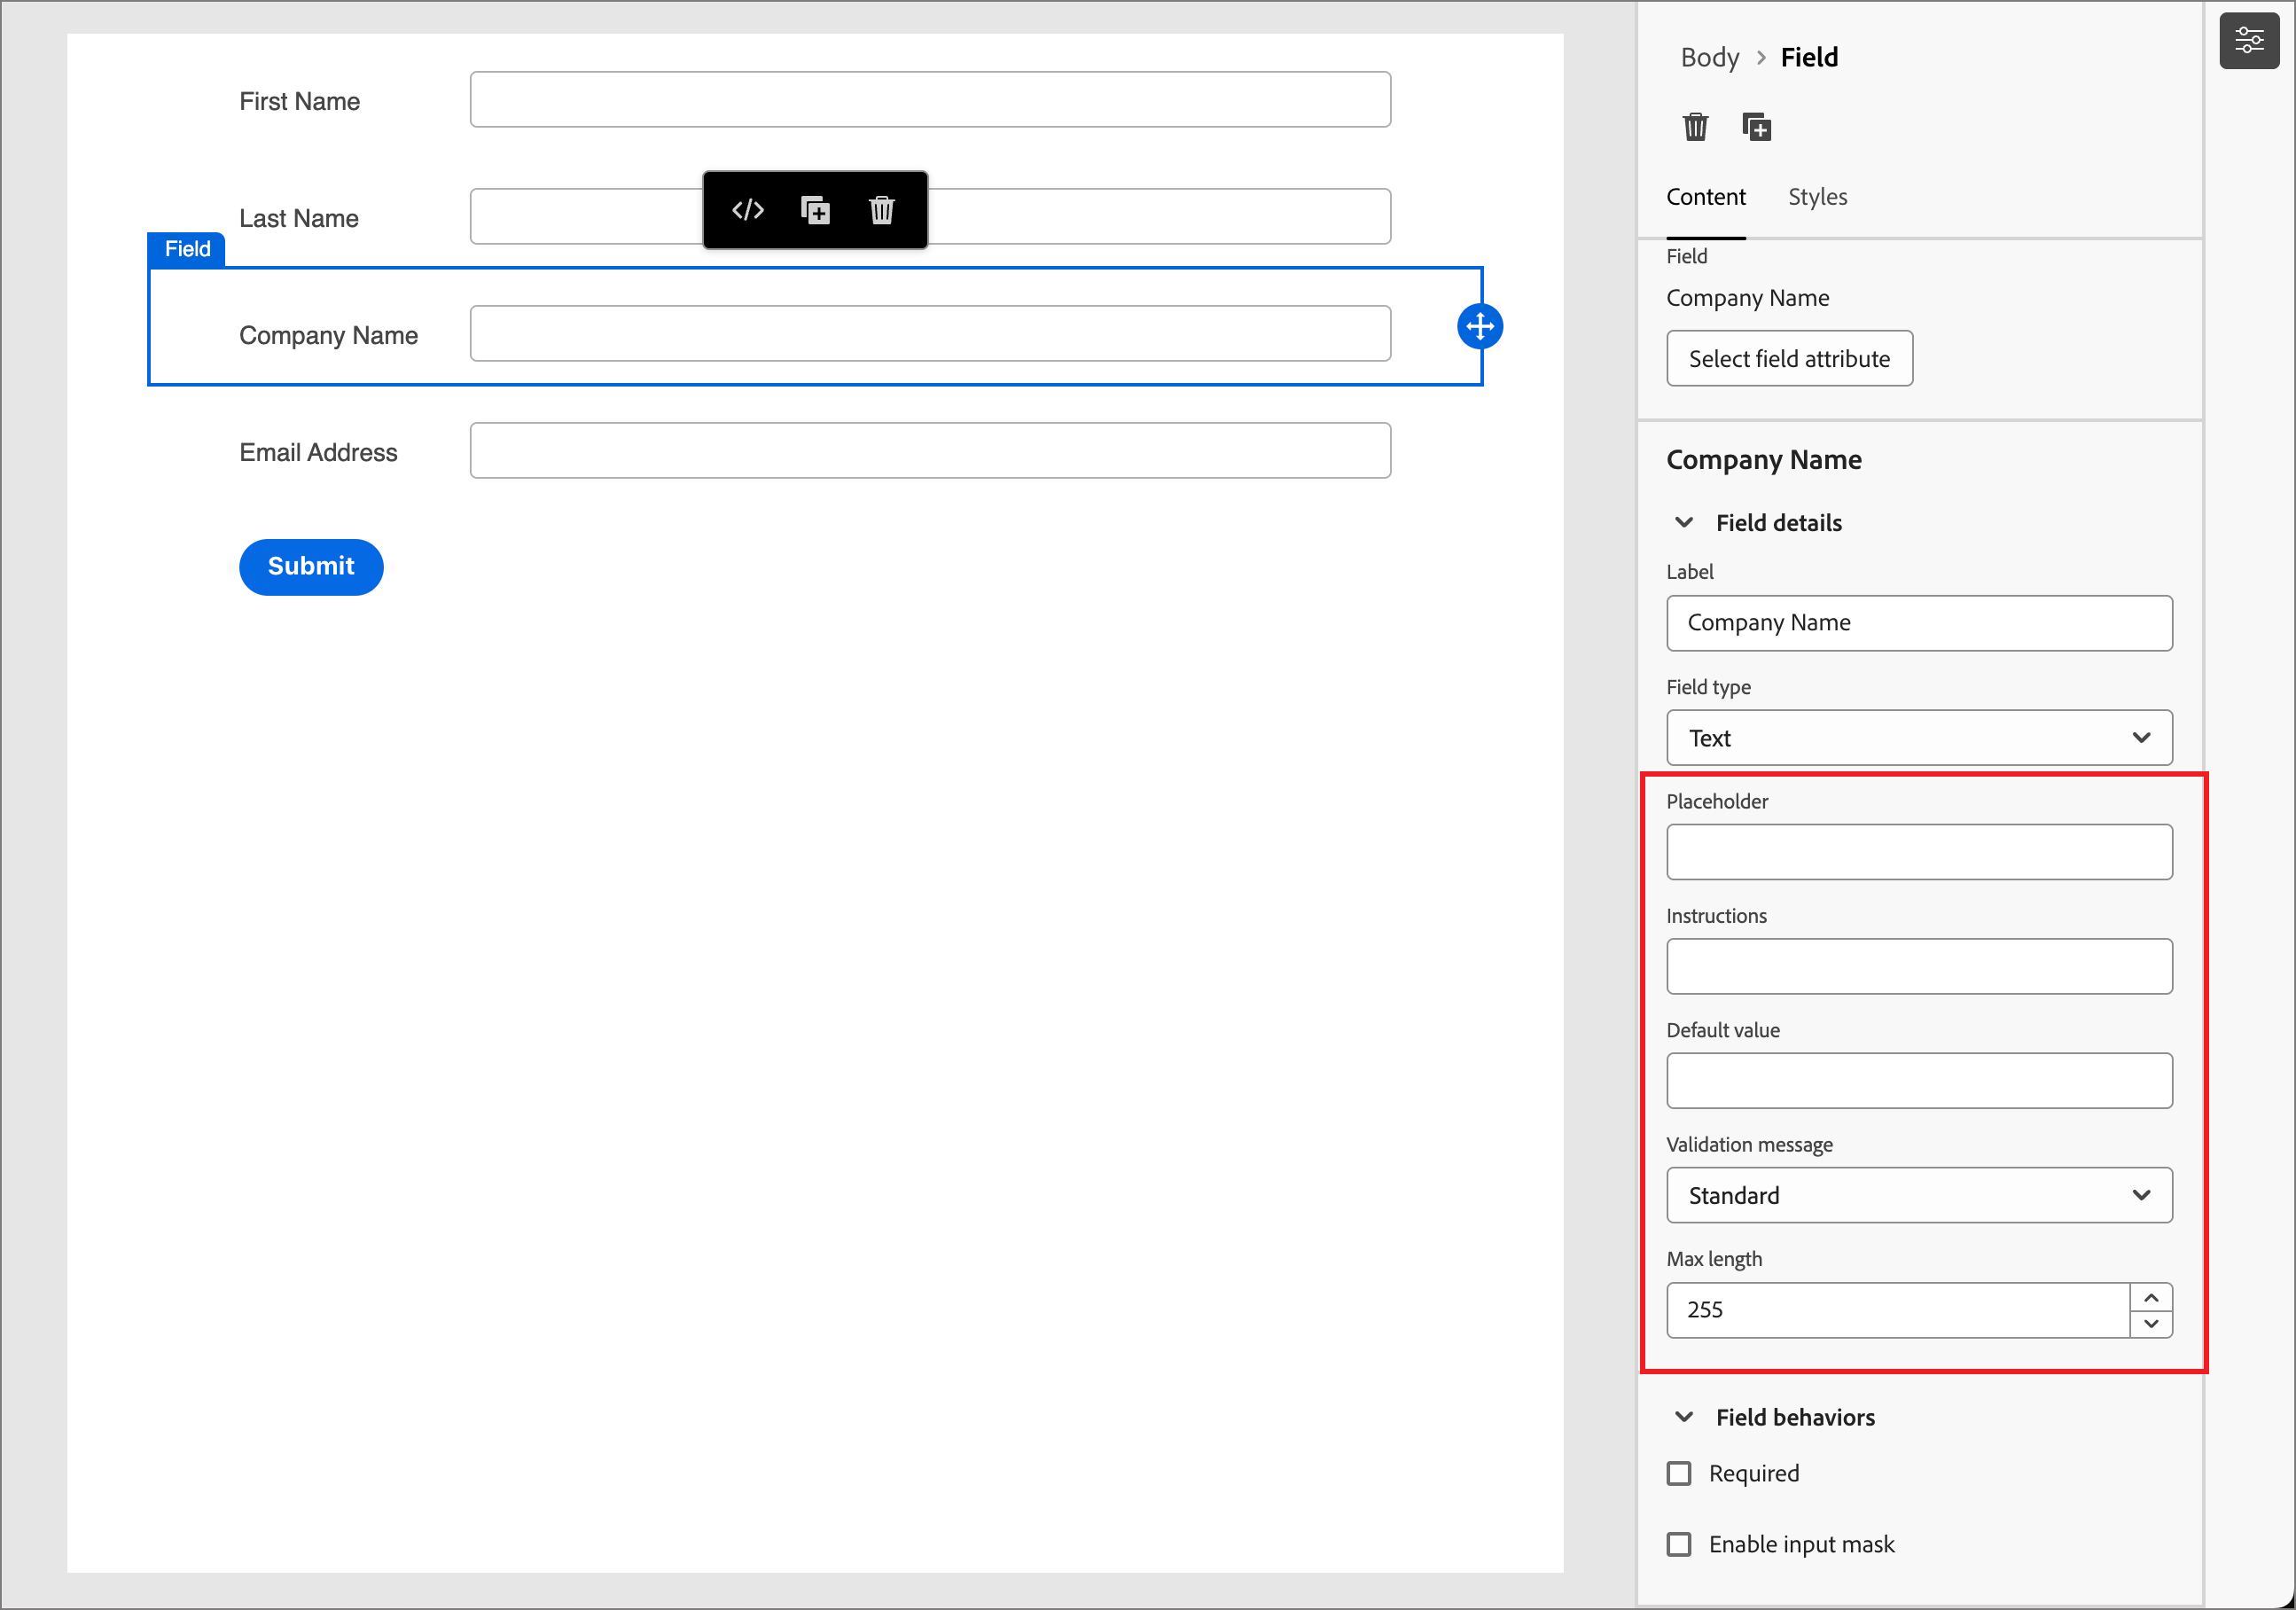 First Name
Last Name
Field
Company Name
Email Address
Submit
Body > Field
Content Styles
Field
Company Name
Select field attribute
Company Name
Field details
Label
Company Name
Field type
Text
Placeholder
Instructions
Default value
Validation message
Standard
Max length
255
Field behaviors
Required
Enable input mask